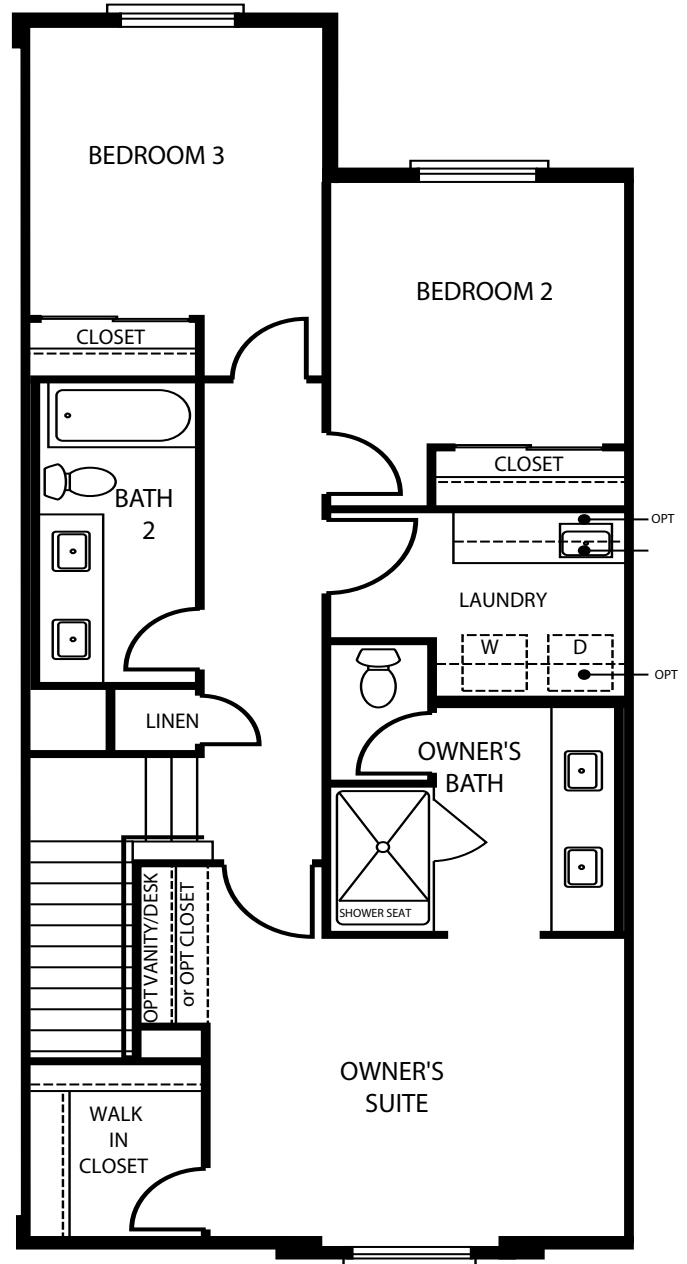 BEDROOM 3
BEDROOM 2
CLOSET
CLOSET
BATH
2
OPT
LAUNDRY
W
D
OPT
LINEN
OWNER'S
BATH
OPT VANITY/DESK
or OPT CLOSET
SHOWER SEAT
OWNER'S
SUITE
WALK
IN
CLOSET